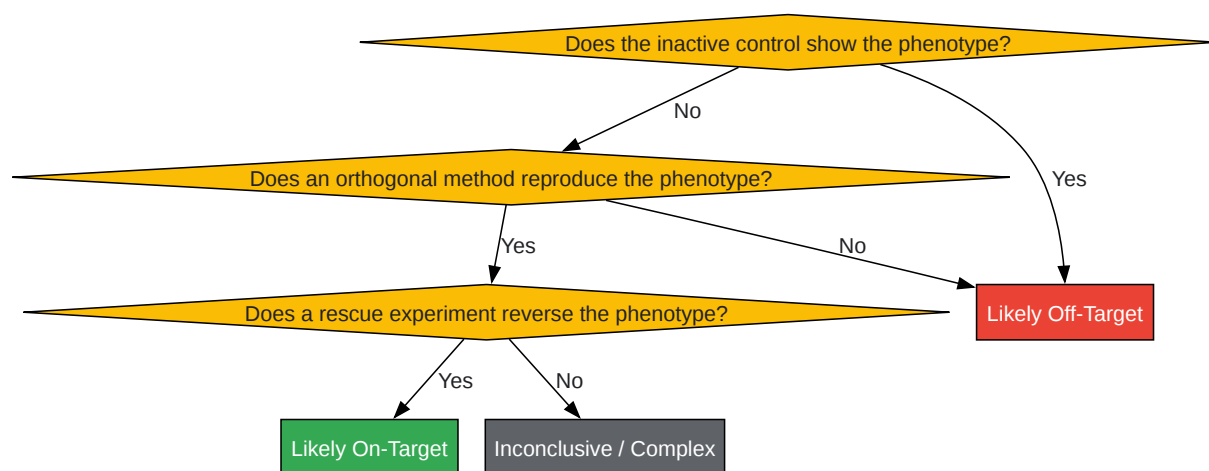 Does the inactive control show the phenotype?
No
Does an orthogonal method reproduce the phenotype?
Yes
Yes
No
Does a rescue experiment reverse the phenotype?
Likely Off-Target
Yes
No
Likely On-Target
Inconclusive / Complex